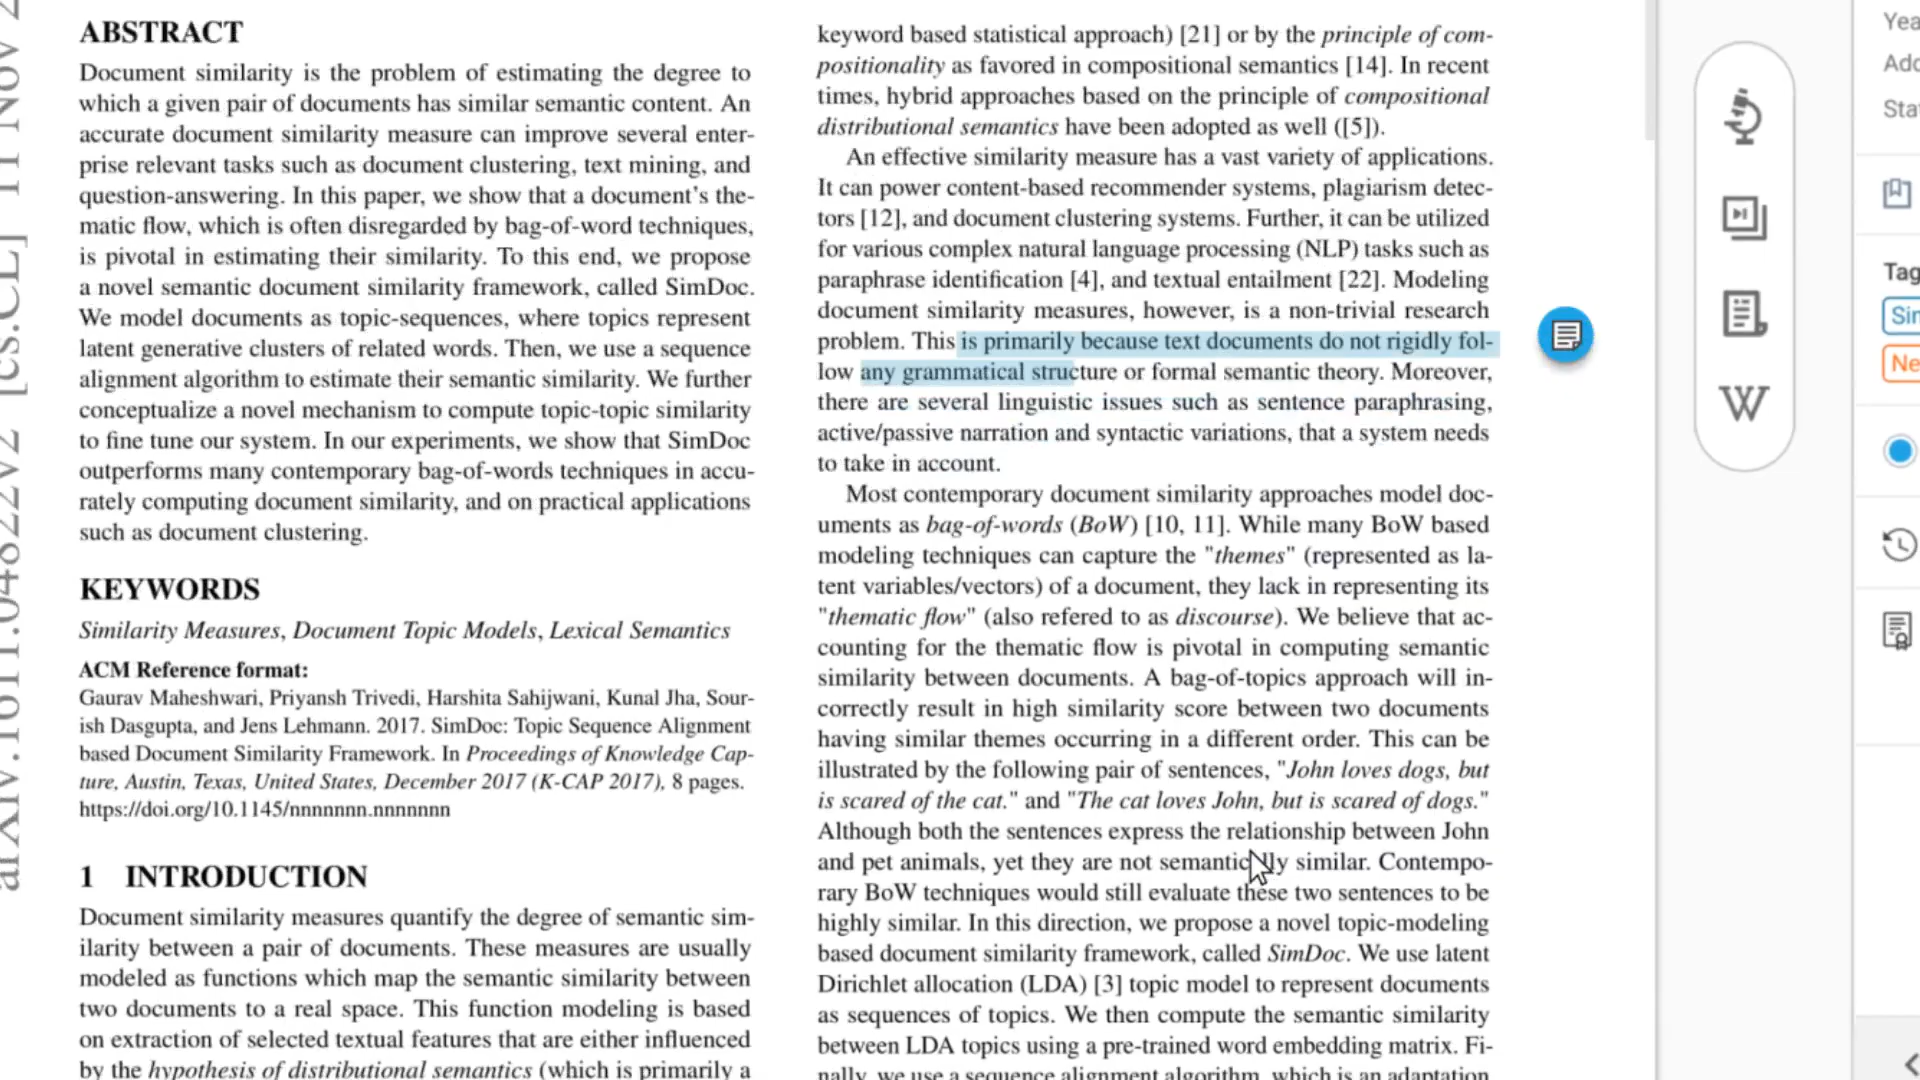 arXiv:1611.04822v2 [cs.CL] 11 Nov 2
ABSTRACT
Document similarity is the problem of estimating the degree to
which a given pair of documents has similar semantic content. An
accurate document similarity measure can improve several enter-
prise relevant tasks such as document clustering, text mining, and
question-answering. In this paper, we show that a document's the-
matic flow, which is often disregarded by bag-of-word techniques,
is pivotal in estimating their similarity. To this end, we propose
a novel semantic document similarity framework, called SimDoc.
We model documents as topic-sequences, where topics represent
latent generative clusters of related words. Then, we use a sequence
alignment algorithm to estimate their semantic similarity. We further
conceptualize a novel mechanism to compute topic-topic similarity
to fine tune our system. In our experiments, we show that SimDoc
outperforms many contemporary bag-of-words techniques in accu-
rately computing document similarity, and on practical applications
such as document clustering.
KEYWORDS
Similarity Measures, Document Topic Models, Lexical Semantics
ACM Reference format:
Gaurav Maheshwari, Priyansh Trivedi, Harshita Sahijwani, Kunal Jha, Sour-
ish Dasgupta, and Jens Lehmann. 2017. SimDoc: Topic Sequence Alignment
based Document Similarity Framework. In Proceedings of Knowledge Cap-
ture, Austin, Texas, United States, December 2017 (K-CAP 2017), 8 pages.
https://doi.org/10.1145/nnnnnnn.nnnnnnn
1 INTRODUCTION
Document similarity measures quantify the degree of semantic sim-
ilarity between a pair of documents. These measures are usually
modeled as functions which map the semantic similarity between
two documents to a real space. This function modeling is based
on extraction of selected textual features that are either influenced
by the hypothesis of distributional semantics (which is primarily a
keyword based statistical approach) [21] or by the principle of com-
positionality as favored in compositional semantics [14]. In recent
times, hybrid approaches based on the principle of compositional
distributional semantics have been adopted as well ([5]).
An effective similarity measure has a vast variety of applications.
It can power content-based recommender systems, plagiarism detec-
tors [12], and document clustering systems. Further, it can be utilized
for various complex natural language processing (NLP) tasks such as
paraphrase identification [4], and textual entailment [22]. Modeling
document similarity measures, however, is a non-trivial research
problem. This is primarily because text documents do not rigidly fol-
low any grammatical structure or formal semantic theory. Moreover,
there are several linguistic issues such as sentence paraphrasing,
active/passive narration and syntactic variations, that a system needs
to take in account.
Most contemporary document similarity approaches model doc-
uments as bag-of-words (BoW) [10, 11]. While many BoW based
modeling techniques can capture the "themes" (represented as la-
tent variables/vectors) of a document, they lack in representing its
"thematic flow" (also refered to as discourse). We believe that ac-
counting for the thematic flow is pivotal in computing semantic
similarity between documents. A bag-of-topics approach will in-
correctly result in high similarity score between two documents
having similar themes occurring in a different order. This can be
illustrated by the following pair of sentences, "John loves dogs, but
is scared of the cat." and "The cat loves John, but is scared of dogs."
Although both the sentences express the relationship between John
and pet animals, yet they are not semantically similar. Contempo-
rary BoW techniques would still evaluate these two sentences to be
highly similar. In this direction, we propose a novel topic-modeling
based document similarity framework, called SimDoc. We use latent
Dirichlet allocation (LDA) [3] topic model to represent documents
as sequences of topics. We then compute the semantic similarity
between LDA topics using a pre-trained word embedding matrix. Fi-
nally, we use a sequence alignment algorithm, which is an adaptation
W
Yea
Add
Sta
Tag
Sim
Ne